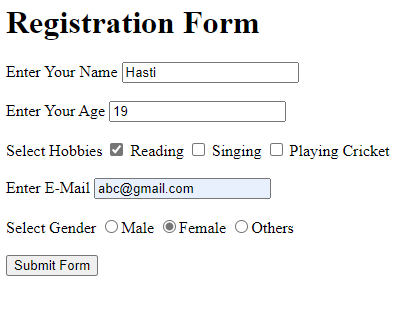 Registration Form
Enter Your Name Hasti
Enter Your Age 19
Select Hobbies Reading Singing Playing Cricket
Enter E-Mail abc@gmail.com
Select Gender Male Female Others
Submit Form